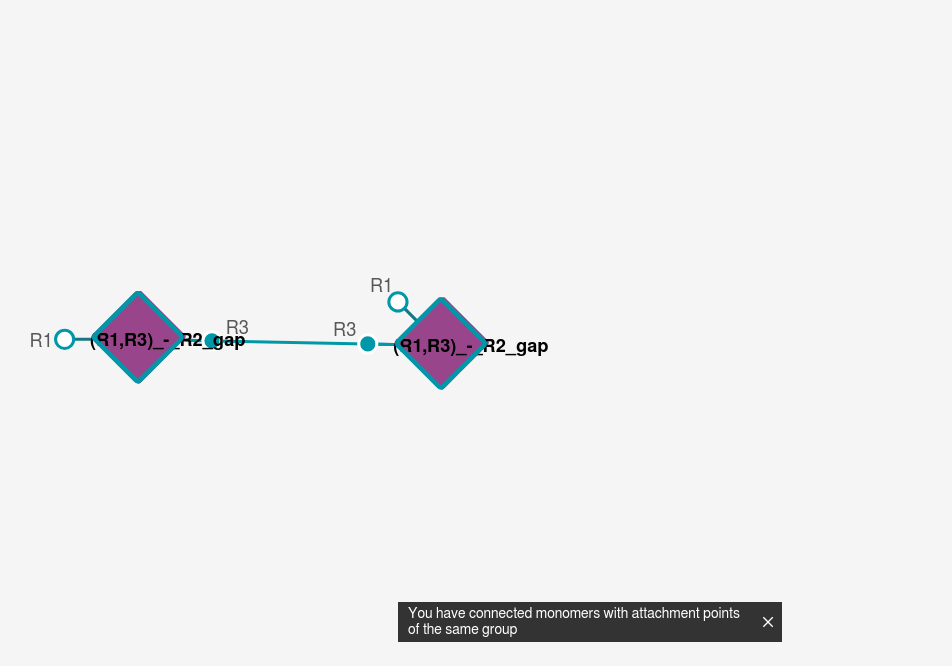 R1
R3
R1
R3
(R1,R3)_-_R2_gap
(R1,R3)_-_R2_gap
You have connected monomers with attachment points
of the same group